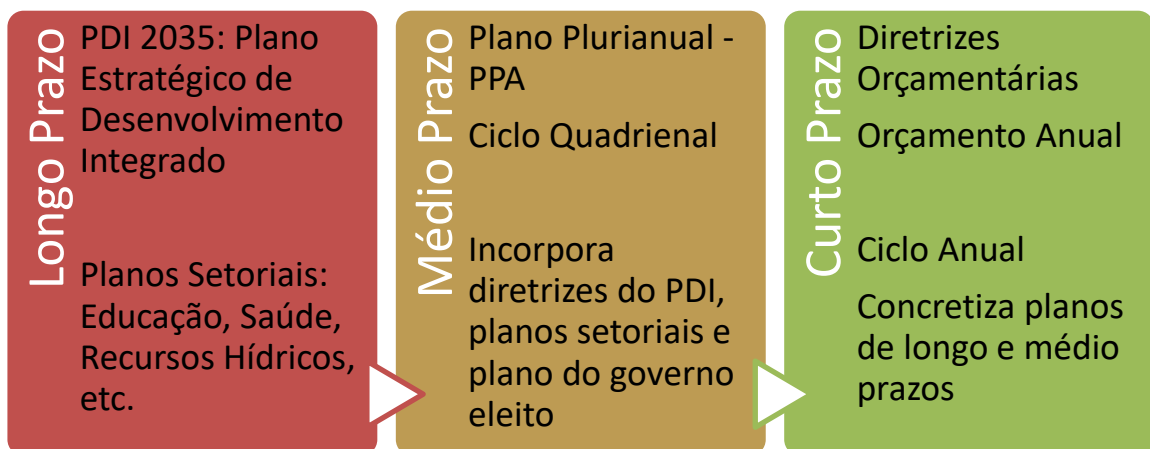 Longo Prazo
PDI 2035: Plano
Estratégico de
Desenvolvimento
Integrado
Planos Setoriais:
Educação, Saúde,
Recursos Hídricos,
etc.
Médio Prazo
Plano Plurianual -
PPA
Ciclo Quadrienal
Incorpora
diretrizes do PDI,
planos setoriais e
plano do governo
eleito
Curto Prazo
Diretrizes
Orçamentárias
Orçamento Anual
Ciclo Anual
Concretiza planos
de longo e médio
prazos